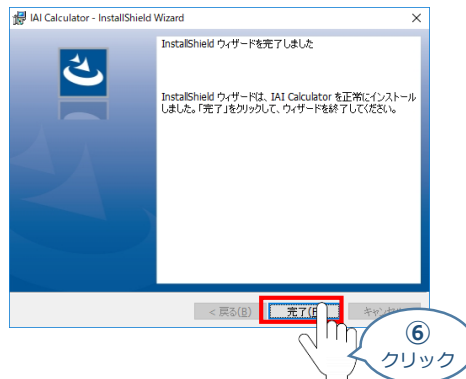 IAI Calculator - InstallShield Wizard
InstallShield ウィザードを完了しました
InstallShield ウィザードは、IAI Calculator を正常にインストール
しました。「完了」をクリックして、ウィザードを終了してください。
< 戻る(B)
完了(
⑥
クリック